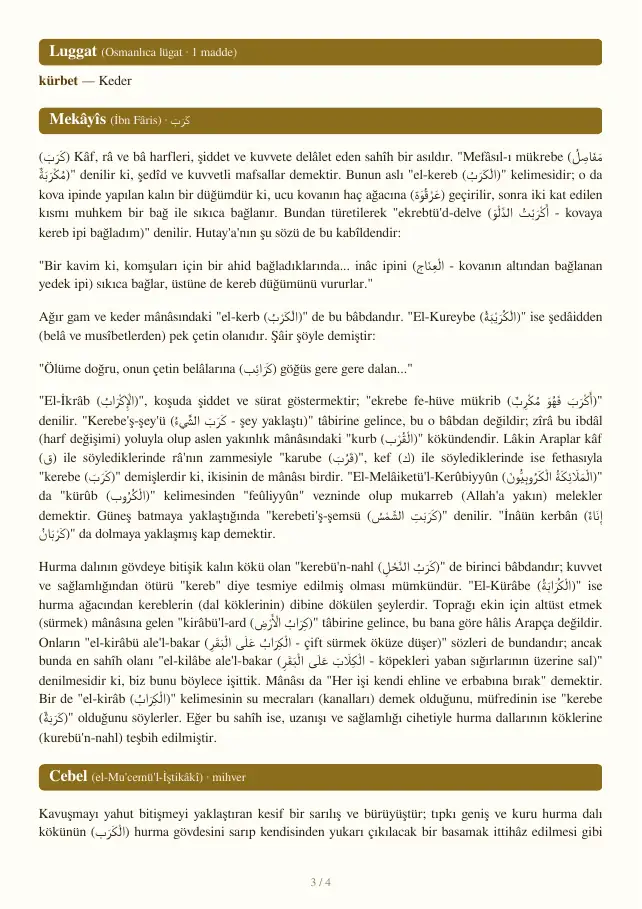 Luggat (Osmanlıca lügat · 1 madde)
kürbet — Keder
Mekâyîs (İbn Fâris) · كَرَبَ
(كَرَبَ) Kâf, râ ve bâ harfleri, şiddet ve kuvvete delâlet eden sahîh bir asıldır. "Mefâsıl-ı mükrebe (مَفَاصِلُ
مُكْرَبَةٌ)" denilir ki, şedîd ve kuvvetli mafsallar demektir. Bunun aslı "el-kereb (الْكَرَبُ)" kelimesidir; o da
kova ipinde yapılan kalın bir düğümdür ki, ucu kovanın haç ağacına (عَرْقُوَة) geçirilir, sonra iki kat edilen
kısmı muhkem bir bağ ile sıkıca bağlanır. Bundan türetilerek "ekrebtü'd-delve (أَكْرَبْتُ الدَّلْوَ - kovaya
kereb ipi bağladım)" denilir. Hutay'a'nın şu sözü de bu kabîldendir:
"Bir kavim ki, komşuları için bir ahid bağladıklarında... inâc ipini (الْعِنَاج - kovanın altından bağlanan
yedek ipi) sıkıca bağlar, üstüne de kereb düğümünü vururlar."
Ağır gam ve keder mânâsındaki "el-kerb (الْكَرْبُ)" de bu bâbdandır. "El-Kureybe (الْكُرَيْبَةُ)" ise şedâidden
(belâ ve musîbetlerden) pek çetin olanıdır. Şâir şöyle demiştir:
"Ölüme doğru, onun çetin belâlarına (كَرَائِب) göğüs gere gere dalan..."
"El-İkrâb (الْإِكْرَابُ)", koşuda şiddet ve sürat göstermektir; "ekrebe fe-hüve mükrib (أَكْرَبَ فَهُوَ مُكْرِبٌ)"
denilir. "Kerebe'ş-şey'ü (كَرَبَ الشَّيْءُ - şey yaklaştı)" tâbirine gelince, bu o bâbdan değildir; zîrâ bu ibdâl
(harf değişimi) yoluyla olup aslen yakınlık mânâsındaki "kurb (الْقُرْب)" kökündendir. Lâkin Araplar kâf
(ق) ile söylediklerinde râ'nın zammesiyle "karube (قَرُبَ)", kef (ك) ile söylediklerinde ise fethasıyla
"kerebe (كَرَبَ)" demişlerdir ki, ikisinin de mânâsı birdir. "El-Melâiketü'l-Kerûbiyyûn (الْمَلَائِكَةُ الْكَرُوبِيُّونَ)"
da "kürûb (الْكُرُوب)" kelimesinden "feûliyyûn" vezninde olup mukarreb (Allah'a yakın) melekler
demektir. Güneş batmaya yaklaştığında "kerebeti'ş-şemsü (كَرَبَتِ الشَّمْسُ)" denilir. "İnâün kerbân (إِنَاءٌ
كَرْبَانُ)" da dolmaya yaklaşmış kap demektir.
Hurma dalının gövdeye bitişik kalın kökü olan "kerebü'n-nahl (كَرَبُ النَّخْلِ)" de birinci bâbdandır; kuvvet
ve sağlamlığından ötürü "kereb" diye tesmiye edilmiş olması mümkündür. "El-Kürâbe (الْكُرَابَةُ)" ise
hurma ağacından kereblerin (dal köklerinin) dibine dökülen şeylerdir. Toprağı ekin için altüst etmek
(sürmek) mânâsına gelen "kirâbü'l-ard (كِرَابُ الْأَرْضِ)" tâbirine gelince, bu bana göre hâlis Arapça değildir.
Onların "el-kirâbü ale'l-bakar (الْكِرَابُ عَلَى الْبَقَرِ - çift sürmek öküze düşer)" sözleri de bundandır; ancak
bunda en sahîh olanı "el-kilâbe ale'l-bakar (الْكِلَابَ عَلَى الْبَقَرِ - köpekleri yaban sığırlarının üzerine sal)"
denilmesidir ki, biz bunu böylece işittik. Mânâsı da "Her işi kendi ehline ve erbabına bırak" demektir.
Bir de "el-kirâb (الْكِرَابُ)" kelimesinin su mecraları (kanalları) demek olduğunu, müfredinin ise "kerebe
(كَرَبَةٌ)" olduğunu söylerler. Eğer bu sahîh ise, uzanışı ve sağlamlığı cihetiyle hurma dallarının köklerine
(kurebü'n-nahl) teşbih edilmiştir.
Cebel (el-Mu'cemü'l-İştikâkî) · mihver
Kavuşmayı yahut bitişmeyi yaklaştıran kesif bir sarılış ve bürüyüştür; tıpkı geniş ve kuru hurma dalı
kökünün (الْكَرَب) hurma gövdesini sarıp kendisinden yukarı çıkılacak bir basamak ittihâz edilmesi gibi
3 / 4